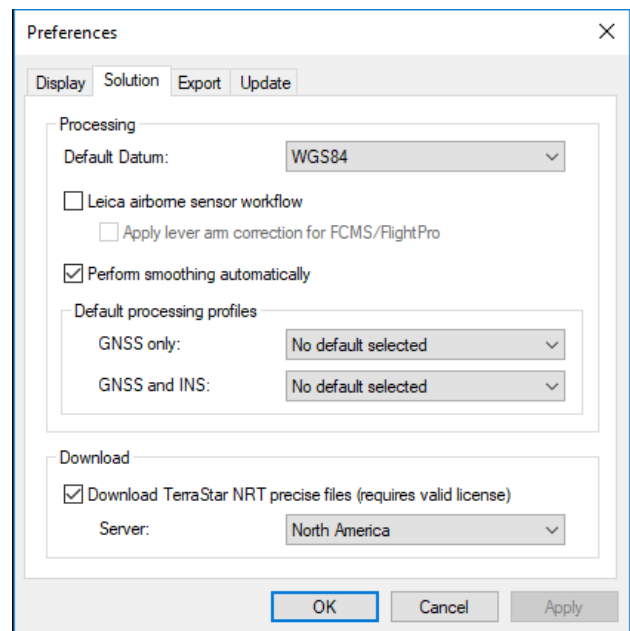 Preferences
Display Solution Export Update
Processing
Default Datum: WGS84
Leica airborne sensor workflow
Apply lever arm correction for FCMS/FlightPro
Perform smoothing automatically
Default processing profiles
GNSS only: No default selected
GNSS and INS: No default selected
Download
Download TerraStar NRT precise files (requires valid license)
Server: North America
OK Cancel Apply